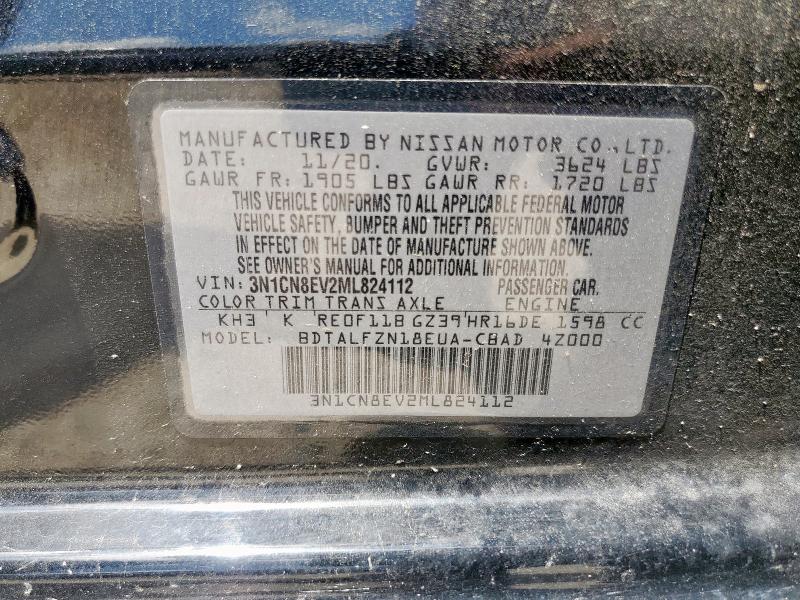 MANUFACTURED BY NISSAN MOTOR CO.,LTD.
DATE: 11/20. GVWR: 3624 LBS
GAWR FR: 1905 LBS GAWR RR: 1720 LBS
THIS VEHICLE CONFORMS TO ALL APPLICABLE FEDERAL MOTOR
VEHICLE SAFETY, BUMPER AND THEFT PREVENTION STANDARDS
IN EFFECT ON THE DATE OF MANUFACTURE SHOWN ABOVE.
SEE OWNER'S MANUAL FOR ADDITIONAL INFORMATION.
VIN: 3N1CN8EV2ML824112 PASSENGER CAR.
COLOR TRIM TRANS AXLE ENGINE
KH3 K RE0F11B GZ39 HR16DE 1598 CC
MODEL: BDTALFZN18EUA-CBAD 4Z000
3N1CN8EV2ML824112